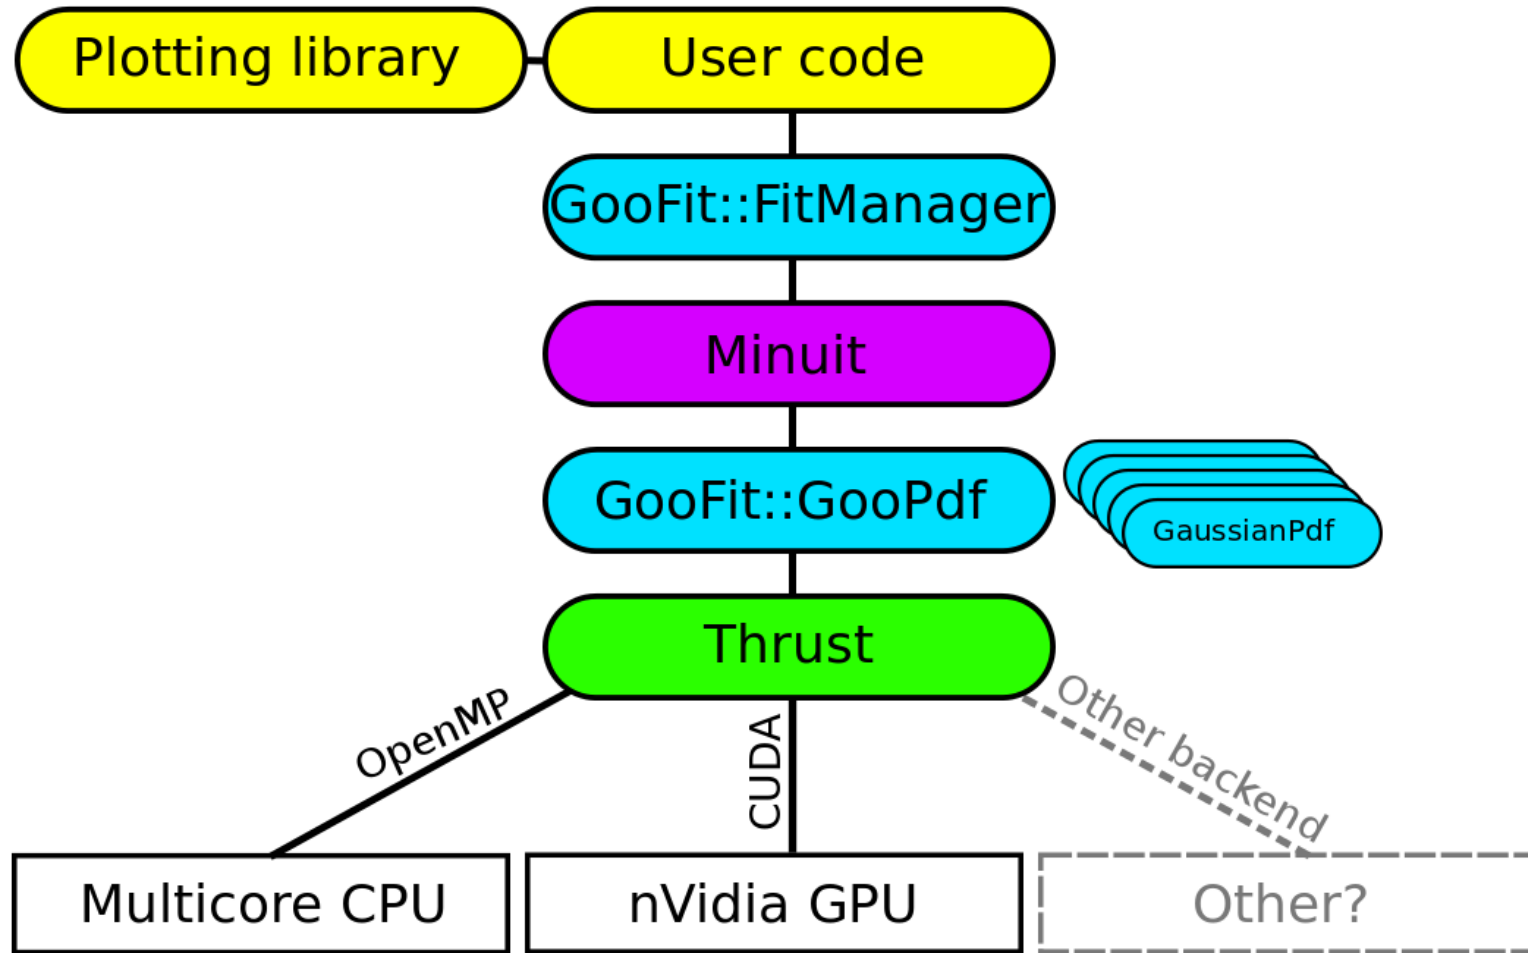 Plotting library
User code
GooFit::FitManager
Minuit
GooFit::GooPdf
GaussianPdf
Thrust
OpenMP
CUDA
Other backend
Multicore CPU
nVidia GPU
Other?